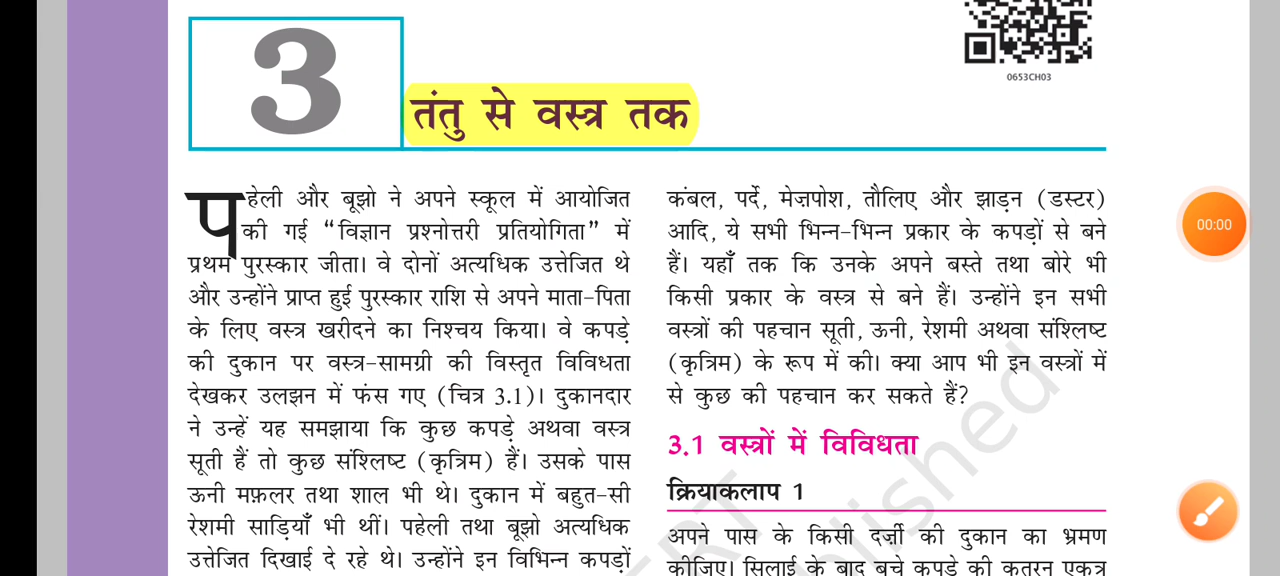 3
0653CH03
तंतु से वस्त्र तक
पहेली और बूझो ने अपने स्कूल में आयोजित
की गई “विज्ञान प्रश्नोत्तरी प्रतियोगिता” में
प्रथम पुरस्कार जीता। वे दोनों अत्यधिक उत्तेजित थे
और उन्होंने प्राप्त हुई पुरस्कार राशि से अपने माता-पिता
के लिए वस्त्र खरीदने का निश्चय किया। वे कपड़े
की दुकान पर वस्त्र-सामग्री की विस्तृत विविधता
देखकर उलझन में फंस गए (चित्र 3.1)। दुकानदार
ने उन्हें यह समझाया कि कुछ कपड़े अथवा वस्त्र
सूती हैं तो कुछ संश्लिष्ट (कृत्रिम) हैं। उसके पास
ऊनी मफ़लर तथा शाल भी थे। दुकान में बहुत-सी
रेशमी साड़ियाँ भी थीं। पहेली तथा बूझो अत्यधिक
उत्तेजित दिखाई दे रहे थे। उन्होंने इन विभिन्न कपड़ों
कंबल, पर्दे, मेज़पोश, तौलिए और झाड़न (डस्टर)
आदि, ये सभी भिन्न-भिन्न प्रकार के कपड़ों से बने
हैं। यहाँ तक कि उनके अपने बस्ते तथा बोरे भी
किसी प्रकार के वस्त्र से बने हैं। उन्होंने इन सभी
वस्त्रों की पहचान सूती, ऊनी, रेशमी अथवा संश्लिष्ट
(कृत्रिम) के रूप में की। क्या आप भी इन वस्त्रों में
से कुछ की पहचान कर सकते हैं?
3.1 वस्त्रों में विविधता
क्रियाकलाप 1
अपने पास के किसी दर्ज़ी की दुकान का भ्रमण
कीजिए। सिलाई के बाद बचे कपड़े की कतरन एकत्र
00:00